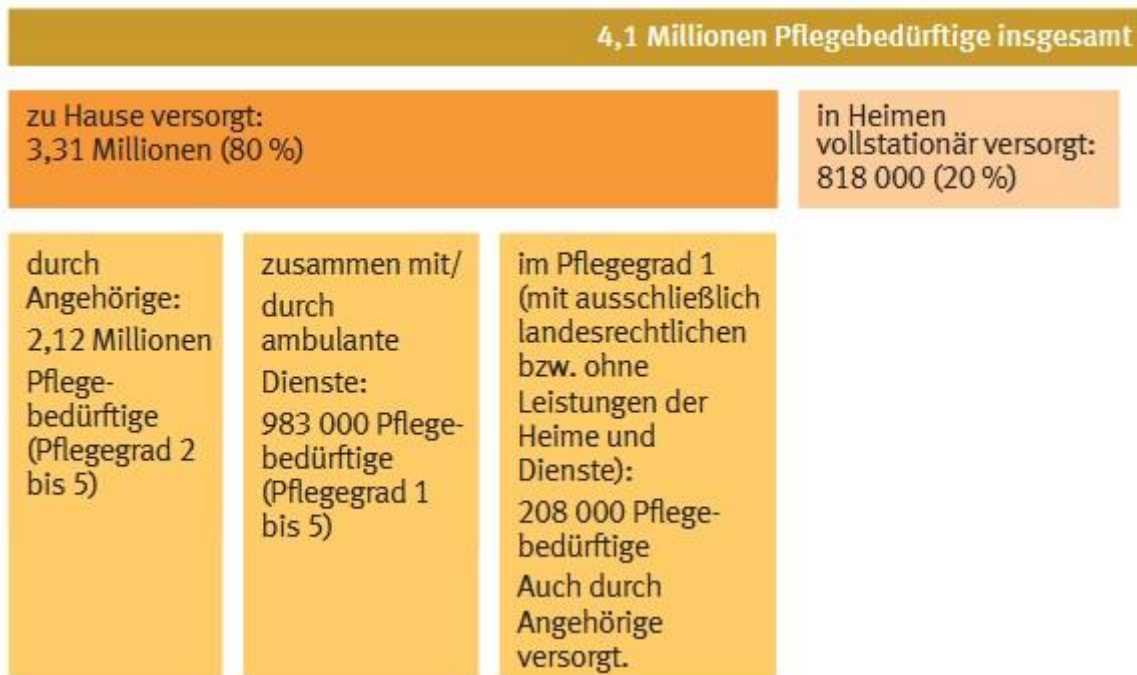 4,1 Millionen Pflegebedürftige insgesamt
zu Hause versorgt:
3,31 Millionen (80 %)
in Heimen
vollstationär versorgt:
818 000 (20 %)
durch
Angehörige:
2,12 Millionen
Pflege-
bedürftige
(Pflegegrad 2
bis 5)
zusammen mit/
durch
ambulante
Dienste:
983 000 Pflege-
bedürftige
(Pflegegrad 1
bis 5)
im Pflegegrad 1
(mit ausschließlich
landesrechtlichen
bzw. ohne
Leistungen der
Heime und
Dienste):
208 000 Pflege-
bedürftige
Auch durch
Angehörige
versorgt.